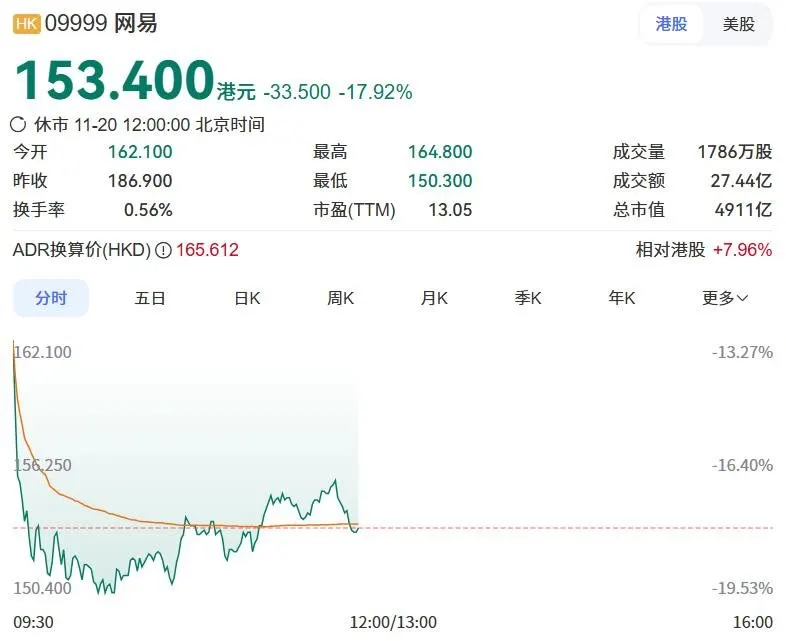 HK 09999 网易 港股 美股
153.400 港元 -33.500 -17.92%
休市 11-20 12:00:00 北京时间
今开 162.100 最高 164.800 成交量 1786万股
昨收 186.900 最低 150.300 成交额 27.44亿
换手率 0.56% 市盈(TTM) 13.05 总市值 4911亿
ADR换算价(HKD) 165.612 相对港股 +7.96%
分时 五日 日K 周K 月K 季K 年K 更多
162.100 -13.27%
156.250 -16.40%
150.400 -19.53%
09:30 12:00/13:00 16:00